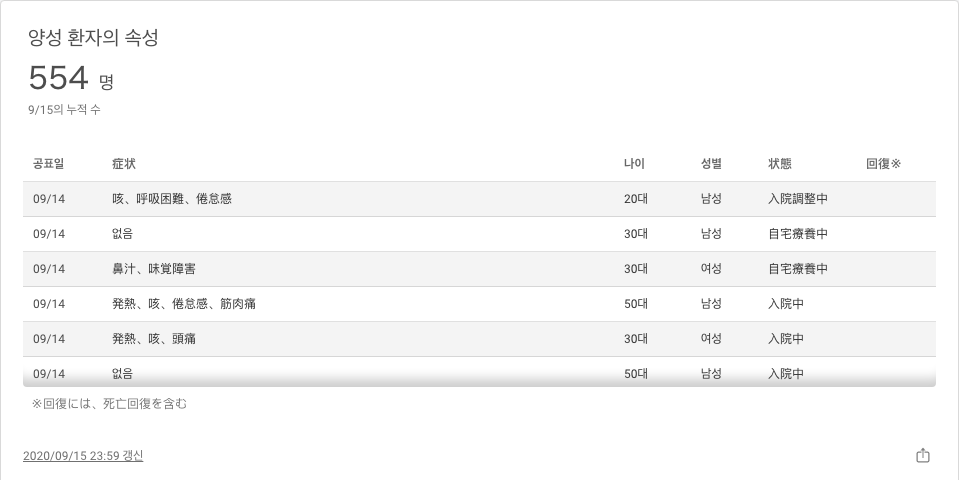 양성 환자의 속성
554 명
9/15의 누적 수
공표일 症状 나이 성별 状態 回復※
09/14 咳、呼吸困難、倦怠感 20대 남성 入院調整中
09/14 없음 30대 남성 自宅療養中
09/14 鼻汁、味覚障害 30대 여성 自宅療養中
09/14 発熱、咳、倦怠感、筋肉痛 50대 남성 入院中
09/14 発熱、咳、頭痛 30대 여성 入院中
09/14 없음 50대 남성 入院中
※回復には、死亡回復を含む
2020/09/15 23:59 갱신